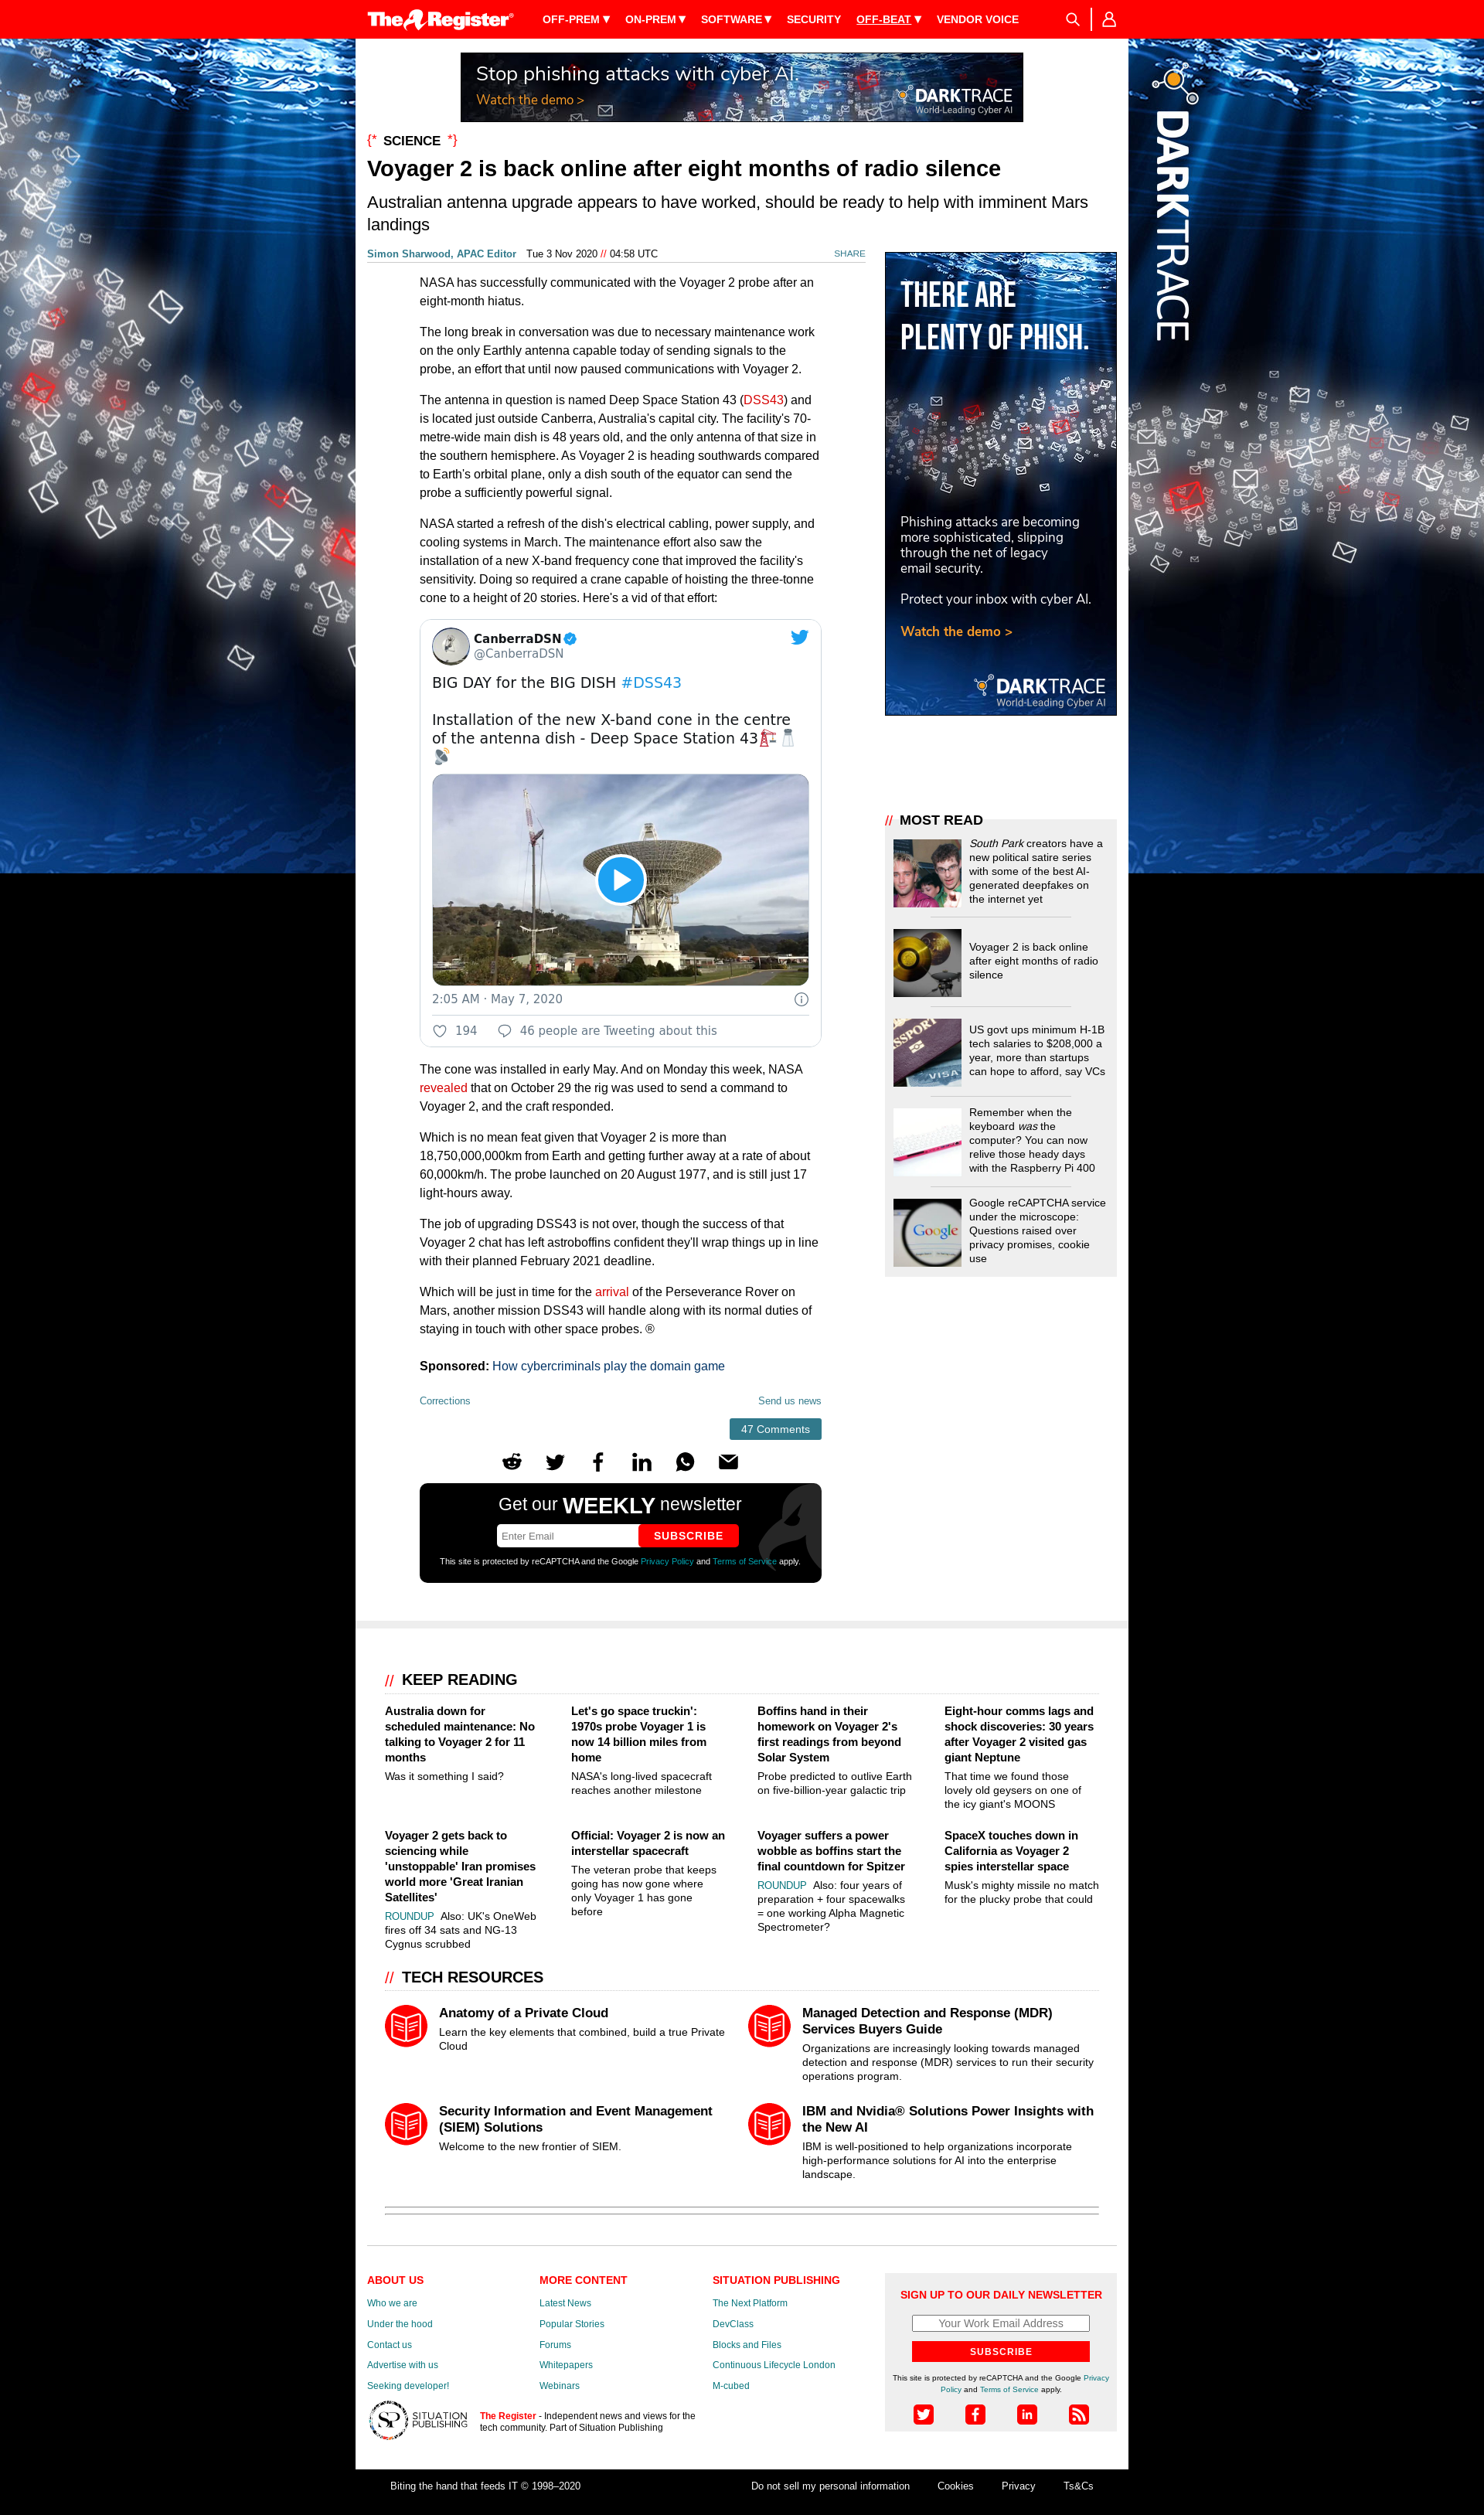 The Register®
OFF-PREM ▼ ON-PREM ▼ SOFTWARE ▼ SECURITY OFF-BEAT ▼ VENDOR VOICE
Stop phishing attacks with cyber AI.
Watch the demo >
DARKTRACE
World-Leading Cyber AI
DARKTRACE
{* SCIENCE *}
Voyager 2 is back online after eight months of radio silence
Australian antenna upgrade appears to have worked, should be ready to help with imminent Mars
landings
Simon Sharwood, APAC Editor Tue 3 Nov 2020 // 04:58 UTC
SHARE
NASA has successfully communicated with the Voyager 2 probe after an
eight-month hiatus.
The long break in conversation was due to necessary maintenance work
on the only Earthly antenna capable today of sending signals to the
probe, an effort that until now paused communications with Voyager 2.
The antenna in question is named Deep Space Station 43 (DSS43) and
is located just outside Canberra, Australia's capital city. The facility's 70-
metre-wide main dish is 48 years old, and the only antenna of that size in
the southern hemisphere. As Voyager 2 is heading southwards compared
to Earth's orbital plane, only a dish south of the equator can send the
probe a sufficiently powerful signal.
NASA started a refresh of the dish's electrical cabling, power supply, and
cooling systems in March. The maintenance effort also saw the
installation of a new X-band frequency cone that improved the facility's
sensitivity. Doing so required a crane capable of hoisting the three-tonne
cone to a height of 20 stories. Here's a vid of that effort:
CanberraDSN
@CanberraDSN
BIG DAY for the BIG DISH #DSS43
Installation of the new X-band cone in the centre
of the antenna dish - Deep Space Station 43
2:05 AM · May 7, 2020
194 46 people are Tweeting about this
The cone was installed in early May. And on Monday this week, NASA
revealed that on October 29 the rig was used to send a command to
Voyager 2, and the craft responded.
Which is no mean feat given that Voyager 2 is more than
18,750,000,000km from Earth and getting further away at a rate of about
60,000km/h. The probe launched on 20 August 1977, and is still just 17
light-hours away.
The job of upgrading DSS43 is not over, though the success of that
Voyager 2 chat has left astroboffins confident they'll wrap things up in line
with their planned February 2021 deadline.
Which will be just in time for the arrival of the Perseverance Rover on
Mars, another mission DSS43 will handle along with its normal duties of
staying in touch with other space probes. ®
Sponsored: How cybercriminals play the domain game
Corrections
Send us news
47 Comments
Get our WEEKLY newsletter
Enter Email
SUBSCRIBE
This site is protected by reCAPTCHA and the Google Privacy Policy and Terms of Service apply.
THERE ARE
PLENTY OF PHISH.
Phishing attacks are becoming
more sophisticated, slipping
through the net of legacy
email security.
Protect your inbox with cyber AI.
Watch the demo >
DARKTRACE
World-Leading Cyber AI
// MOST READ
South Park creators have a
new political satire series
with some of the best AI-
generated deepfakes on
the internet yet
Voyager 2 is back online
after eight months of radio
silence
PASSPORT
VISA
US govt ups minimum H-1B
tech salaries to $208,000 a
year, more than startups
can hope to afford, say VCs
Remember when the
keyboard was the
computer? You can now
relive those heady days
with the Raspberry Pi 400
Google
Google reCAPTCHA service
under the microscope:
Questions raised over
privacy promises, cookie
use
// KEEP READING
Australia down for
scheduled maintenance: No
talking to Voyager 2 for 11
months
Was it something I said?
Let's go space truckin':
1970s probe Voyager 1 is
now 14 billion miles from
home
NASA's long-lived spacecraft
reaches another milestone
Boffins hand in their
homework on Voyager 2's
first readings from beyond
Solar System
Probe predicted to outlive Earth
on five-billion-year galactic trip
Eight-hour comms lags and
shock discoveries: 30 years
after Voyager 2 visited gas
giant Neptune
That time we found those
lovely old geysers on one of
the icy giant's MOONS
Voyager 2 gets back to
sciencing while
'unstoppable' Iran promises
world more 'Great Iranian
Satellites'
ROUNDUP Also: UK's OneWeb
fires off 34 sats and NG-13
Cygnus scrubbed
Official: Voyager 2 is now an
interstellar spacecraft
The veteran probe that keeps
going has now gone where
only Voyager 1 has gone
before
Voyager suffers a power
wobble as boffins start the
final countdown for Spitzer
ROUNDUP Also: four years of
preparation + four spacewalks
= one working Alpha Magnetic
Spectrometer?
SpaceX touches down in
California as Voyager 2
spies interstellar space
Musk's mighty missile no match
for the plucky probe that could
// TECH RESOURCES
Anatomy of a Private Cloud
Learn the key elements that combined, build a true Private
Cloud
Managed Detection and Response (MDR)
Services Buyers Guide
Organizations are increasingly looking towards managed
detection and response (MDR) services to run their security
operations program.
Security Information and Event Management
(SIEM) Solutions
Welcome to the new frontier of SIEM.
IBM and Nvidia® Solutions Power Insights with
the New AI
IBM is well-positioned to help organizations incorporate
high-performance solutions for AI into the enterprise
landscape.
ABOUT US
Who we are
Under the hood
Contact us
Advertise with us
Seeking developer!
MORE CONTENT
Latest News
Popular Stories
Forums
Whitepapers
Webinars
SITUATION PUBLISHING
The Next Platform
DevClass
Blocks and Files
Continuous Lifecycle London
M-cubed
SIGN UP TO OUR DAILY NEWSLETTER
Your Work Email Address
SUBSCRIBE
This site is protected by reCAPTCHA and the Google Privacy
Policy and Terms of Service apply.
SP SITUATION
PUBLISHING
The Register - Independent news and views for the
tech community. Part of Situation Publishing
Biting the hand that feeds IT © 1998–2020
Do not sell my personal information Cookies Privacy Ts&Cs